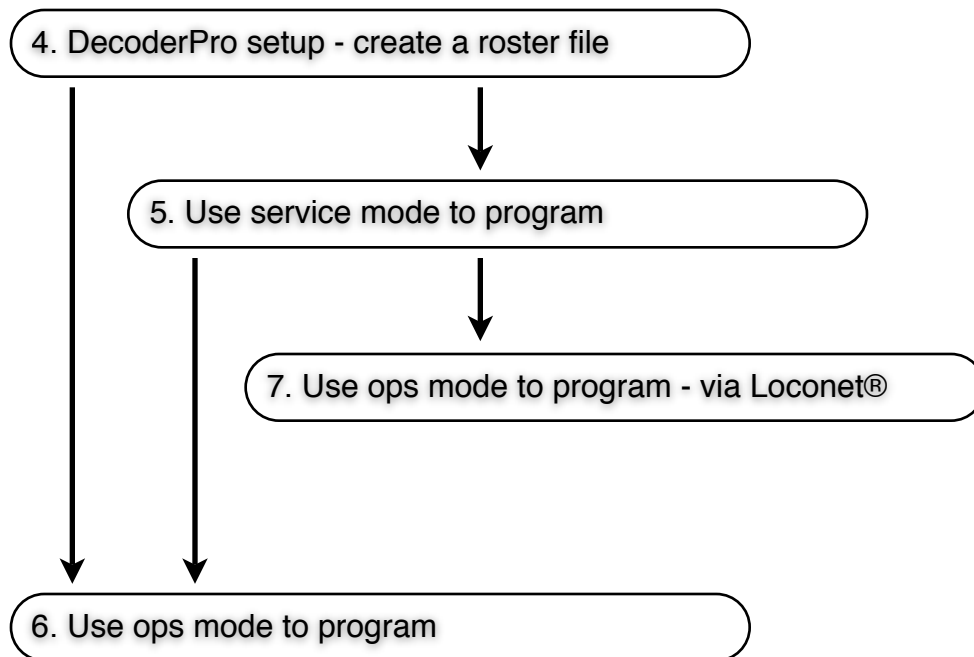 4. DecoderPro setup - create a roster file
5. Use service mode to program
7. Use ops mode to program - via Loconet®
6. Use ops mode to program